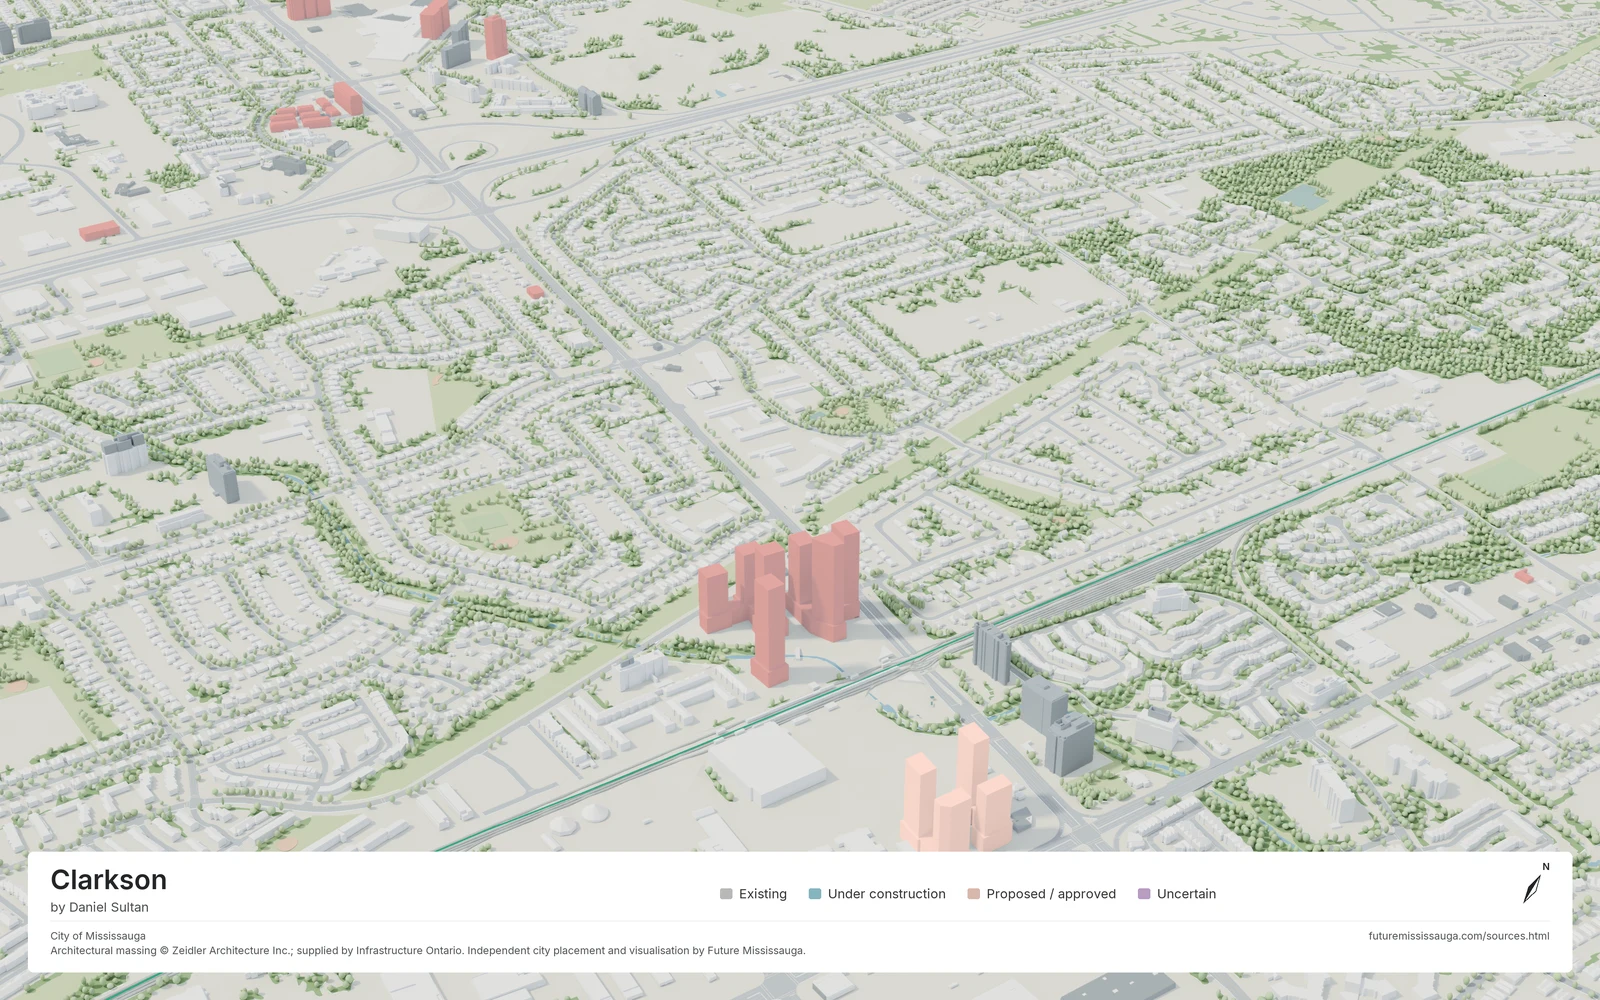 Clarkson
by Daniel Sultan
Existing
Under construction
Proposed / approved
Uncertain
N
City of Mississauga
Architectural massing © Zeidler Architecture Inc.; supplied by Infrastructure Ontario. Independent city placement and visualisation by Future Mississauga.
futuremississauga.com/sources.html